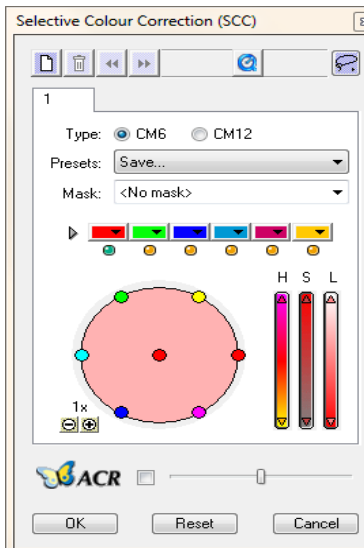 Selective Colour Correction (SCC)
1
Type: CM6 CM12
Presets: Save...
Mask: <No mask>
H S L
1x
ACR
OK Reset Cancel